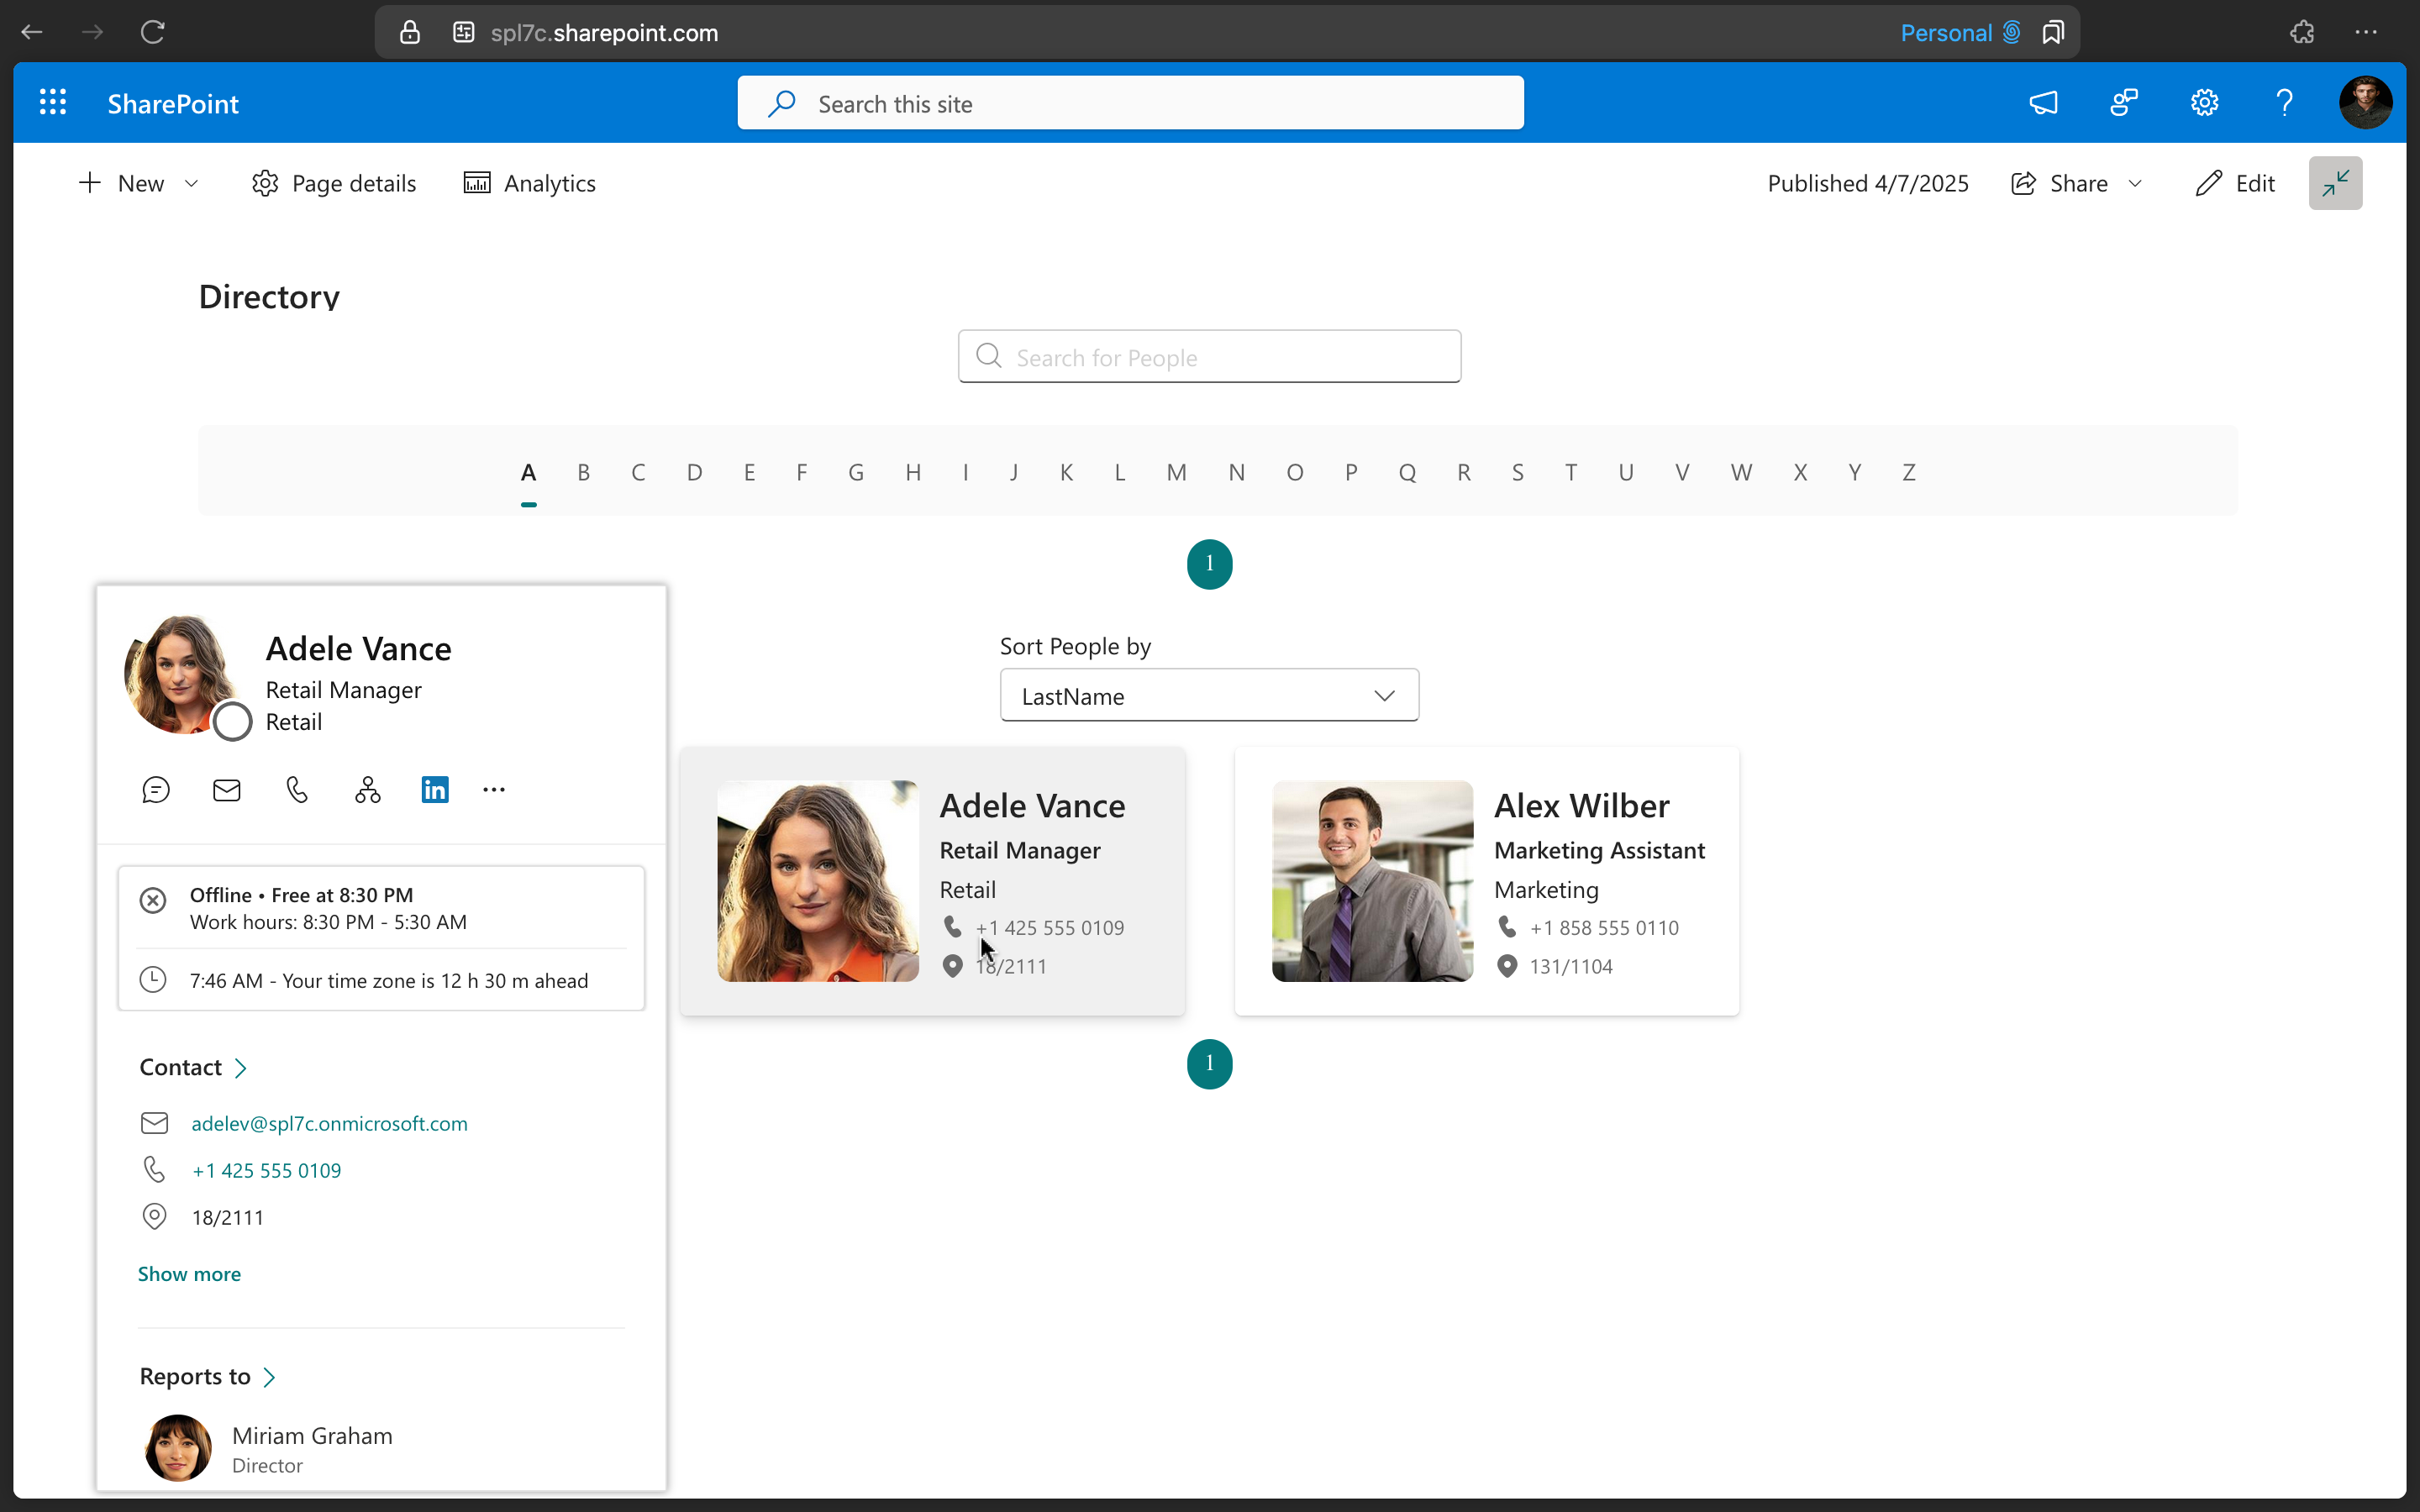 spl7c.sharepoint.com
Personal
SharePoint
Search this site
New
Page details
Analytics
Published 4/7/2025
Share
Edit
Directory
Search for People
A B C D E F G H I J K L M N O P Q R S T U V W X Y Z
1
Adele Vance
Retail Manager
Retail
in
Offline • Free at 8:30 PM
Work hours: 8:30 PM - 5:30 AM
7:46 AM - Your time zone is 12 h 30 m ahead
Contact
adelev@spl7c.onmicrosoft.com
+1 425 555 0109
18/2111
Show more
Reports to
Miriam Graham
Director
Sort People by
LastName
Adele Vance
Retail Manager
Retail
+1 425 555 0109
18/2111
Alex Wilber
Marketing Assistant
Marketing
+1 858 555 0110
131/1104
1